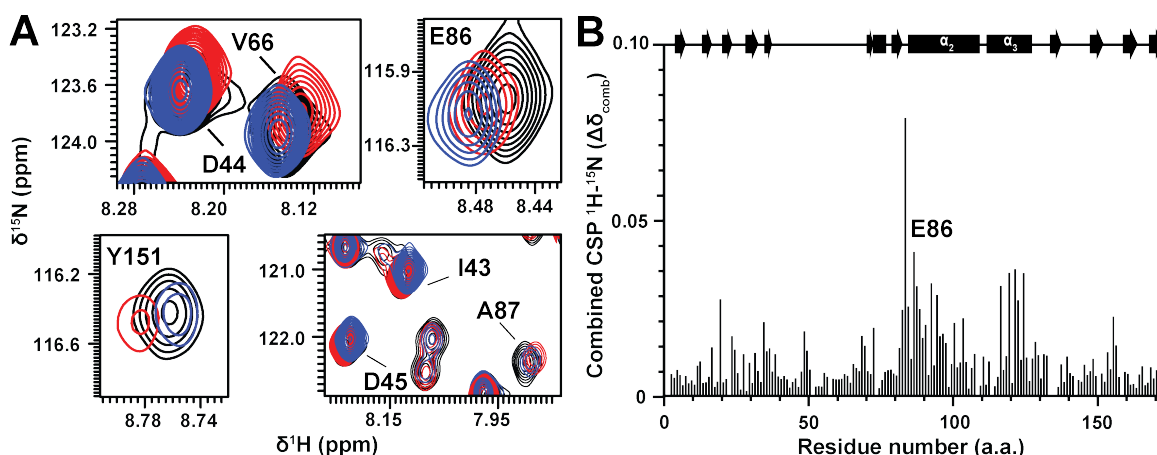 A
123.2
123.6
124.0
V66
D44
8.28
8.20
8.12
E86
115.9
116.3
8.48
8.44
δ¹⁵N (ppm)
Y151
116.2
116.6
8.78
8.74
I43
A87
D45
121.0
122.0
8.15
7.95
δ¹H (ppm)
B
α₂
α₃
0.10
0.05
0
E86
Combined CSP ¹H-¹⁵N (Δδcomb)
0
50
100
150
Residue number (a.a.)